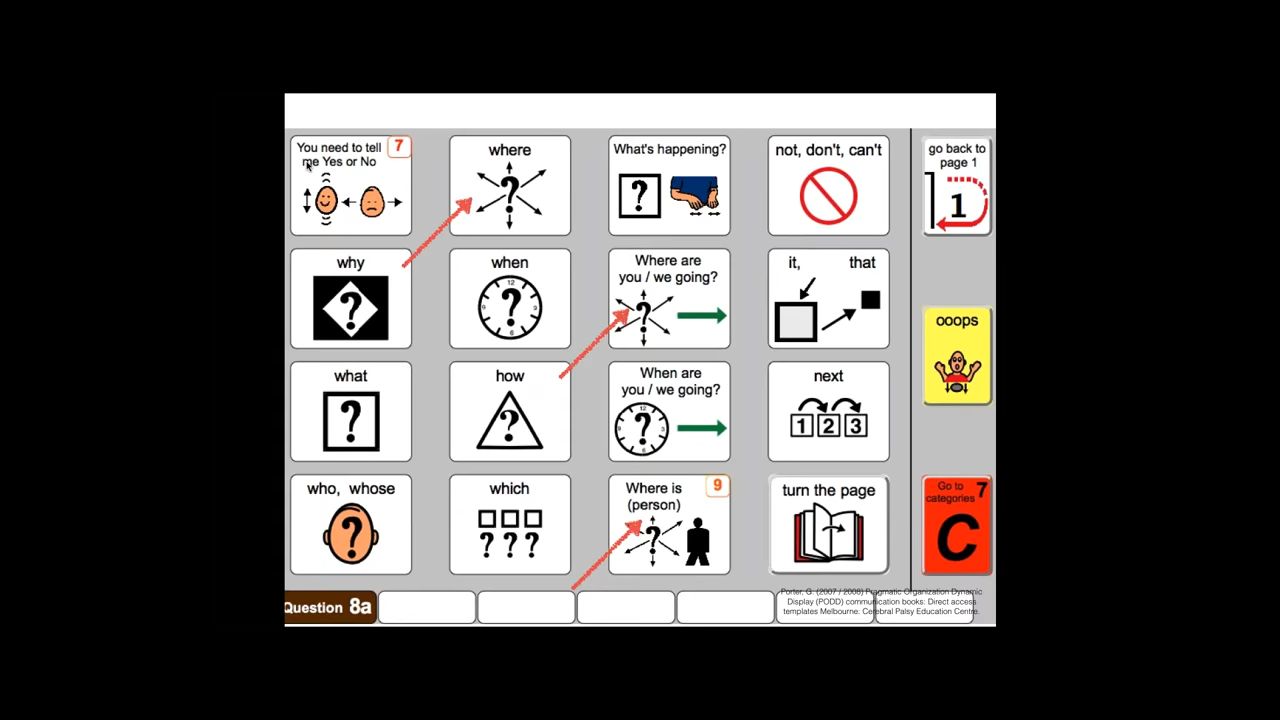 You need to tell
me Yes or No
7
where
What's happening?
not, don't, can't
go back to
page 1
1
why
when
Where are
you / we going?
it, that
ooops
what
how
When are
you / we going?
next
1 2 3
who, whose
which
Where is
(person)
9
turn the page
Go to
categories 7
C
Question 8a
Porter, G. (2007 / 2008) Pragmatic Organization Dynamic
Display (PODD) communication books: Direct access
templates Melbourne: Cerebral Palsy Education Centre.